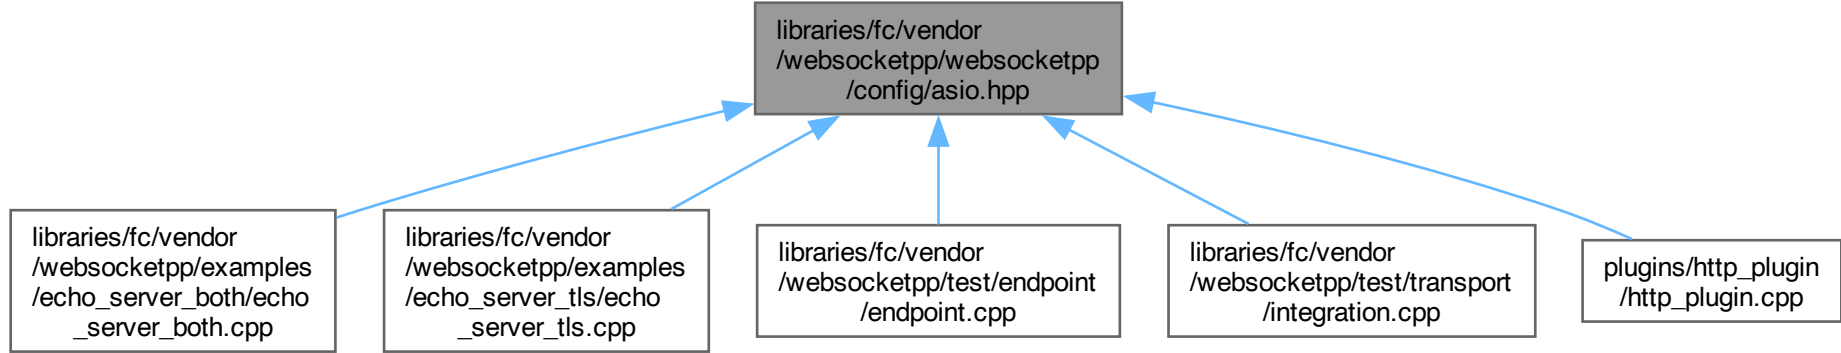 libraries/fc/vendor
/websocketpp/websocketpp
/config/asio.hpp
libraries/fc/vendor
/websocketpp/examples
/echo_server_both/echo
_server_both.cpp
libraries/fc/vendor
/websocketpp/examples
/echo_server_tls/echo
_server_tls.cpp
libraries/fc/vendor
/websocketpp/test/endpoint
/endpoint.cpp
libraries/fc/vendor
/websocketpp/test/transport
/integration.cpp
plugins/http_plugin
/http_plugin.cpp